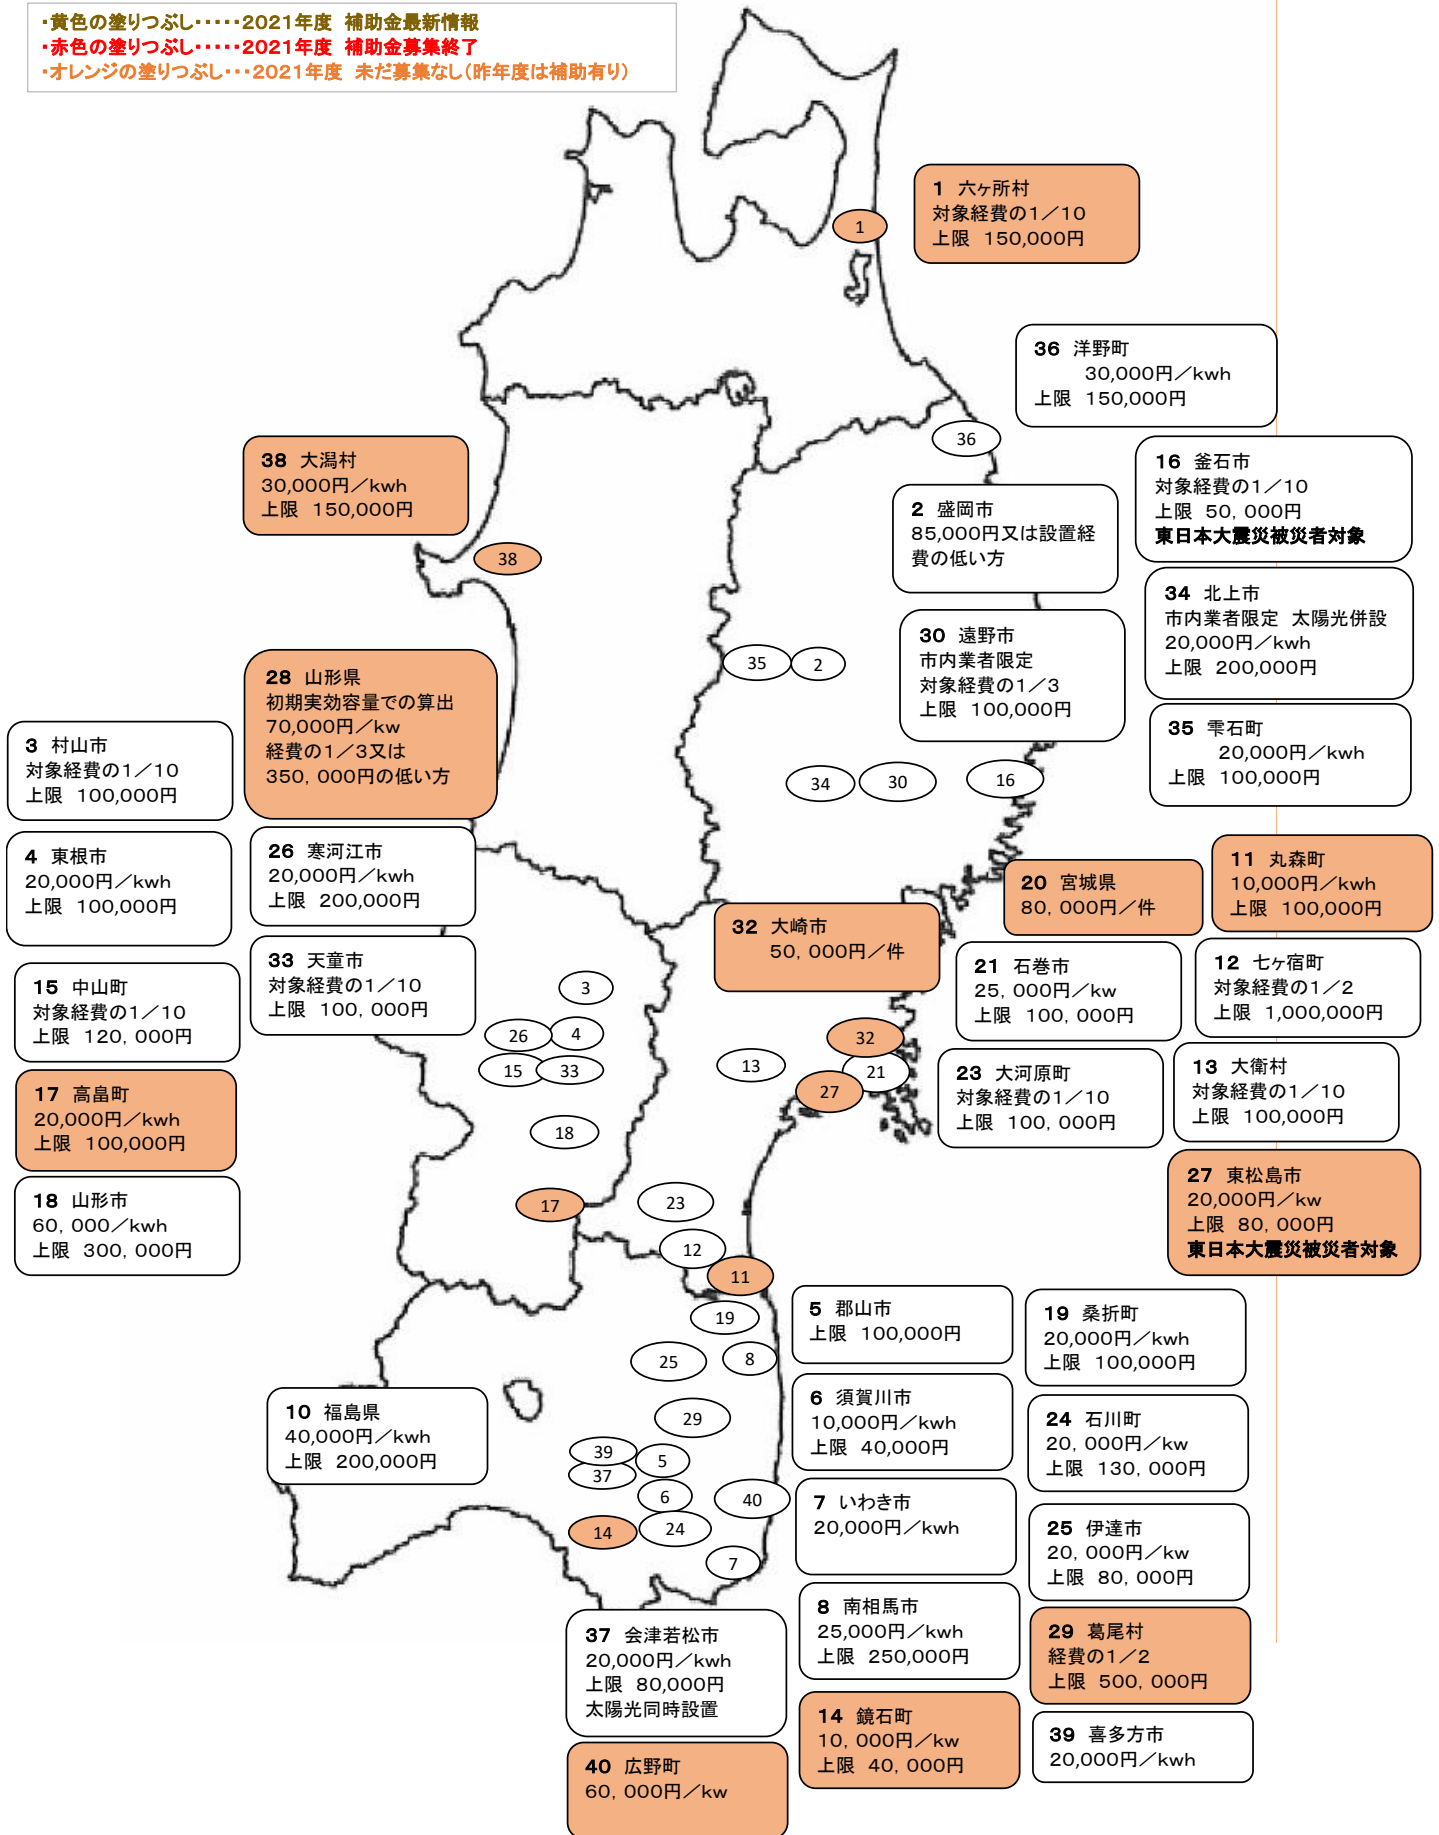 ・黄色の塗りつぶし・・・・・2021年度 補助金最新情報
・赤色の塗りつぶし・・・・・2021年度 補助金募集終了
・オレンジの塗りつぶし・・・2021年度 未だ募集なし(昨年度は補助有り)
1 六ヶ所村
対象経費の1/10
上限 150,000円
1
36 洋野町
30,000円/kwh
上限 150,000円
36
38 大潟村
30,000円/kwh
上限 150,000円
38
16 釜石市
対象経費の1/10
上限 50,000円
東日本大震災被災者対象
2 盛岡市
85,000円又は設置経
費の低い方
34 北上市
市内業者限定 太陽光併設
20,000円/kwh
上限 200,000円
30 遠野市
市内業者限定
対象経費の1/3
上限 100,000円
35
2
28 山形県
初期実効容量での算出
70,000円/kw
経費の1/3又は
350,000円の低い方
35 雫石町
20,000円/kwh
上限 100,000円
3 村山市
対象経費の1/10
上限 100,000円
34
30
16
4 東根市
20,000円/kwh
上限 100,000円
26 寒河江市
20,000円/kwh
上限 200,000円
11 丸森町
10,000円/kwh
上限 100,000円
20 宮城県
80,000円/件
32 大崎市
50,000円/件
33 天童市
対象経費の1/10
上限 100,000円
21 石巻市
25,000円/kw
上限 100,000円
12 七ヶ宿町
対象経費の1/2
上限 1,000,000円
15 中山町
対象経費の1/10
上限 120,000円
3
26
4
32
15
33
13
21
27
23 大河原町
対象経費の1/10
上限 100,000円
13 大衡村
対象経費の1/10
上限 100,000円
17 高畠町
20,000円/kwh
上限 100,000円
18
27 東松島市
20,000円/kw
上限 80,000円
東日本大震災被災者対象
18 山形市
60,000/kwh
上限 300,000円
17
23
12
11
19
5 郡山市
上限 100,000円
19 桑折町
20,000円/kwh
上限 100,000円
25
8
10 福島県
40,000円/kwh
上限 200,000円
6 須賀川市
10,000円/kwh
上限 40,000円
24 石川町
20,000円/kw
上限 130,000円
29
39
5
37
6
40
14
24
7
7 いわき市
20,000円/kwh
25 伊達市
20,000円/kw
上限 80,000円
37 会津若松市
20,000円/kwh
上限 80,000円
太陽光同時設置
8 南相馬市
25,000円/kwh
上限 250,000円
29 葛尾村
経費の1/2
上限 500,000円
14 鏡石町
10,000円/kw
上限 40,000円
39 喜多方市
20,000円/kwh
40 広野町
60,000円/kw